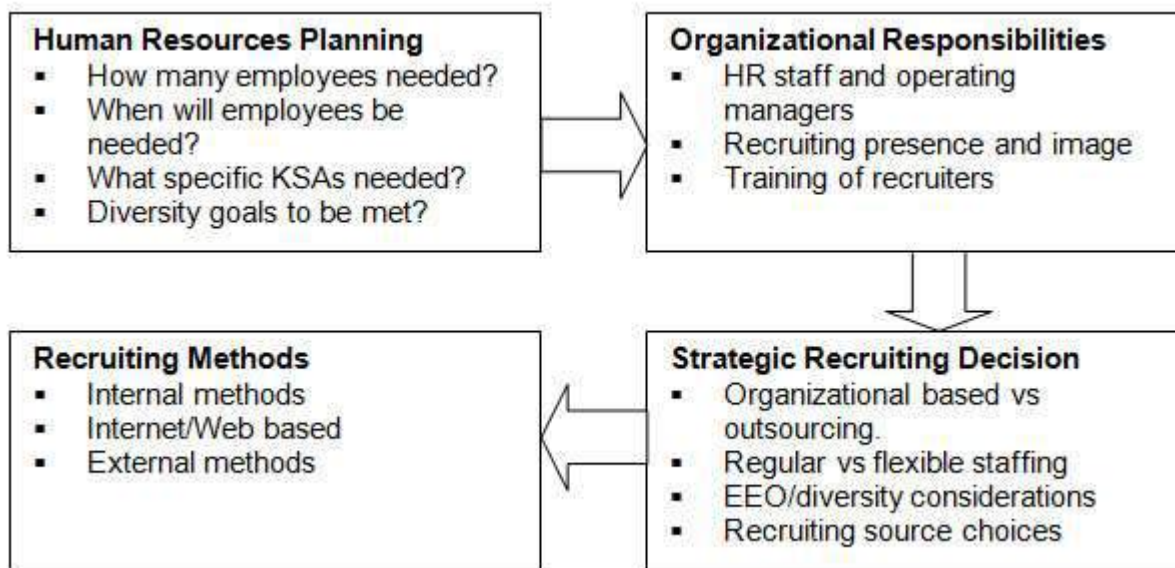 Human Resources Planning
▪ How many employees needed?
▪ When will employees be
needed?
▪ What specific KSAs needed?
▪ Diversity goals to be met?
Organizational Responsibilities
▪ HR staff and operating
managers
▪ Recruiting presence and image
▪ Training of recruiters
Strategic Recruiting Decision
▪ Organizational based vs
outsourcing.
▪ Regular vs flexible staffing
▪ EEO/diversity considerations
▪ Recruiting source choices
Recruiting Methods
▪ Internal methods
▪ Internet/Web based
▪ External methods